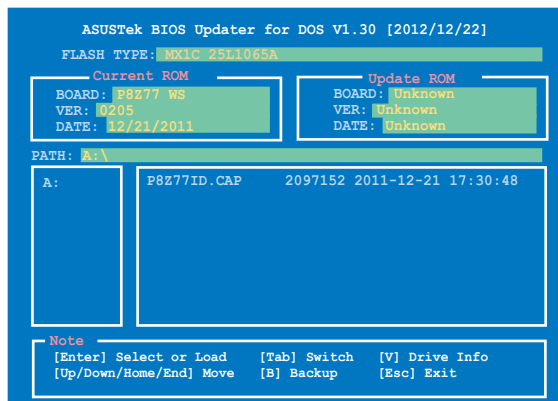 ASUSTek BIOS Updater for DOS V1.30 [2012/12/22]
FLASH TYPE: MX1C 25L1065A
Current ROM
BOARD: P8Z77 WS
VER: 0205
DATE: 12/21/2011
Update ROM
BOARD: Unknown
VER: Unknown
DATE: Unknown
PATH: A:\
A:
P8Z77ID.CAP 2097152 2011-12-21 17:30:48
Note
[Enter] Select or Load [Tab] Switch [V] Drive Info
[Up/Down/Home/End] Move [B] Backup [Esc] Exit